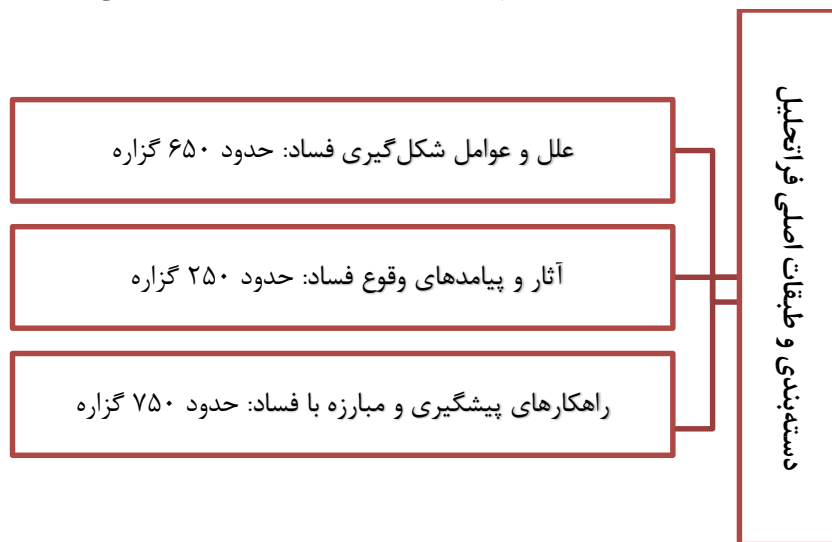 دسته‌بندی و طبقات اصلی فراتحلیل
علل و عوامل شکل‌گیری فساد: حدود ۶۵۰ گزاره
آثار و پیامدهای وقوع فساد: حدود ۲۵۰ گزاره
راهکارهای پیشگیری و مبارزه با فساد: حدود ۷۵۰ گزاره